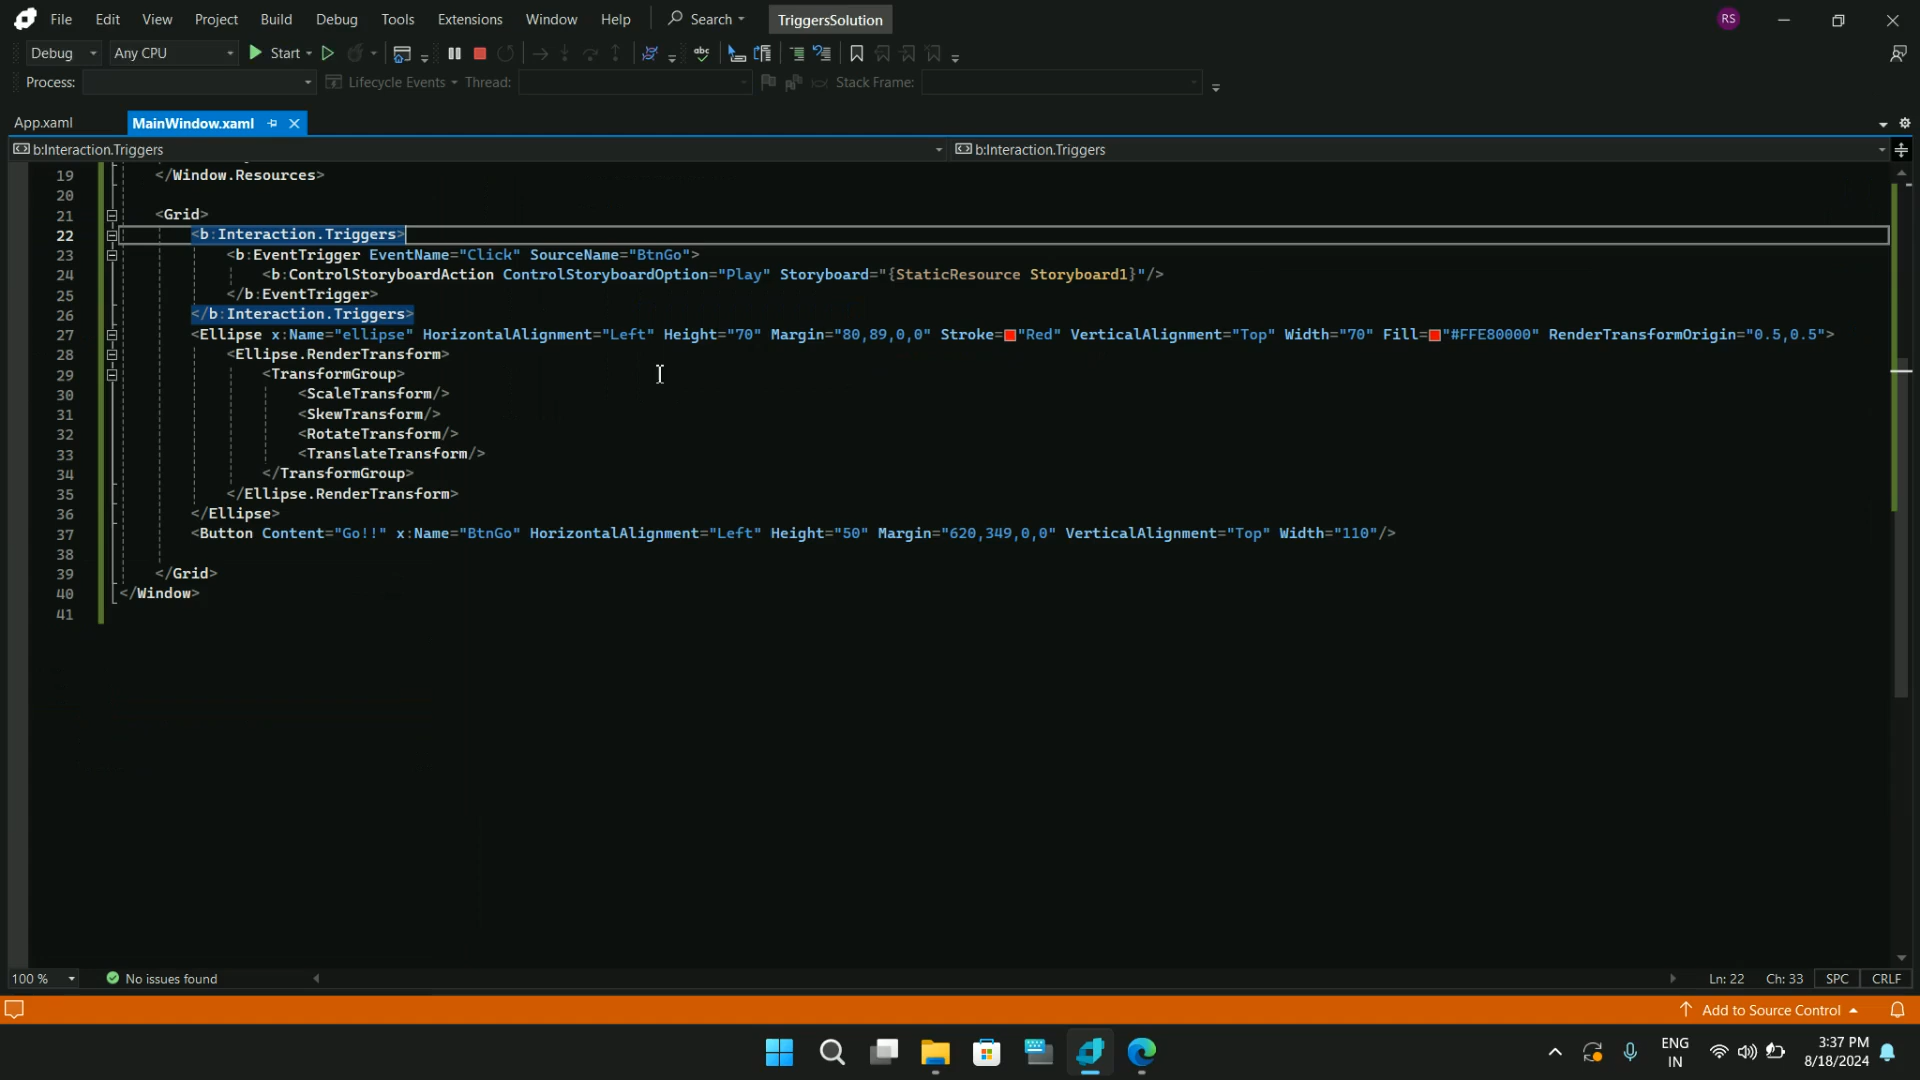 File Edit View Project Build Debug Tools Extensions Window Help Search TriggersSolution RS
Debug Any CPU Start
Process: Lifecycle Events Thread: Stack Frame:
App.xaml MainWindow.xaml
b:Interaction.Triggers b:Interaction.Triggers
19 </Window.Resources>
20
21 <Grid>
22 <b:Interaction.Triggers>
23 <b:EventTrigger EventName="Click" SourceName="BtnGo">
24 <b:ControlStoryboardAction ControlStoryboardOption="Play" Storyboard="{StaticResource Storyboard1}"/>
25 </b:EventTrigger>
26 </b:Interaction.Triggers>
27 <Ellipse x:Name="ellipse" HorizontalAlignment="Left" Height="70" Margin="80,89,0,0" Stroke="Red" VerticalAlignment="Top" Width="70" Fill="#FFE80000" RenderTransformOrigin="0.5,0.5">
28 <Ellipse.RenderTransform>
29 <TransformGroup>
30 <ScaleTransform/>
31 <SkewTransform/>
32 <RotateTransform/>
33 <TranslateTransform/>
34 </TransformGroup>
35 </Ellipse.RenderTransform>
36 </Ellipse>
37 <Button Content="Go!!" x:Name="BtnGo" HorizontalAlignment="Left" Height="50" Margin="620,349,0,0" VerticalAlignment="Top" Width="110"/>
38
39 </Grid>
40 </Window>
41
100 % No issues found Ln: 22 Ch: 33 SPC CRLF
Add to Source Control
ENG IN 3:37 PM 8/18/2024